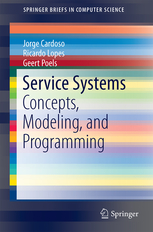 SPRINGER BRIEFS IN COMPUTER SCIENCE
Jorge Cardoso
Ricardo Lopes
Geert Poels
Service Systems
Concepts,
Modeling, and
Programming
Springer